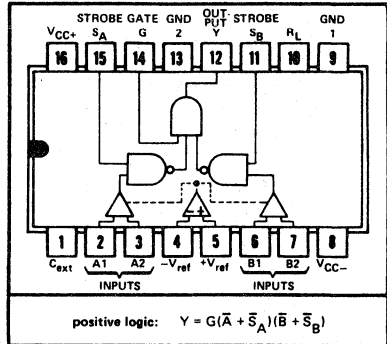 STROBE GATE GND OUT- STROBE GND
PUT
VCC+ SA G 2 Y SB RL 1
16 15 14 13 12 11 10 9
- +
1 2 3 4 5 6 7 8
Cext A1 A2 -Vref +Vref B1 B2 VCC-
INPUTS INPUTS
positive logic: Y = G(A̅ + S̅A)(B̅ + S̅B)